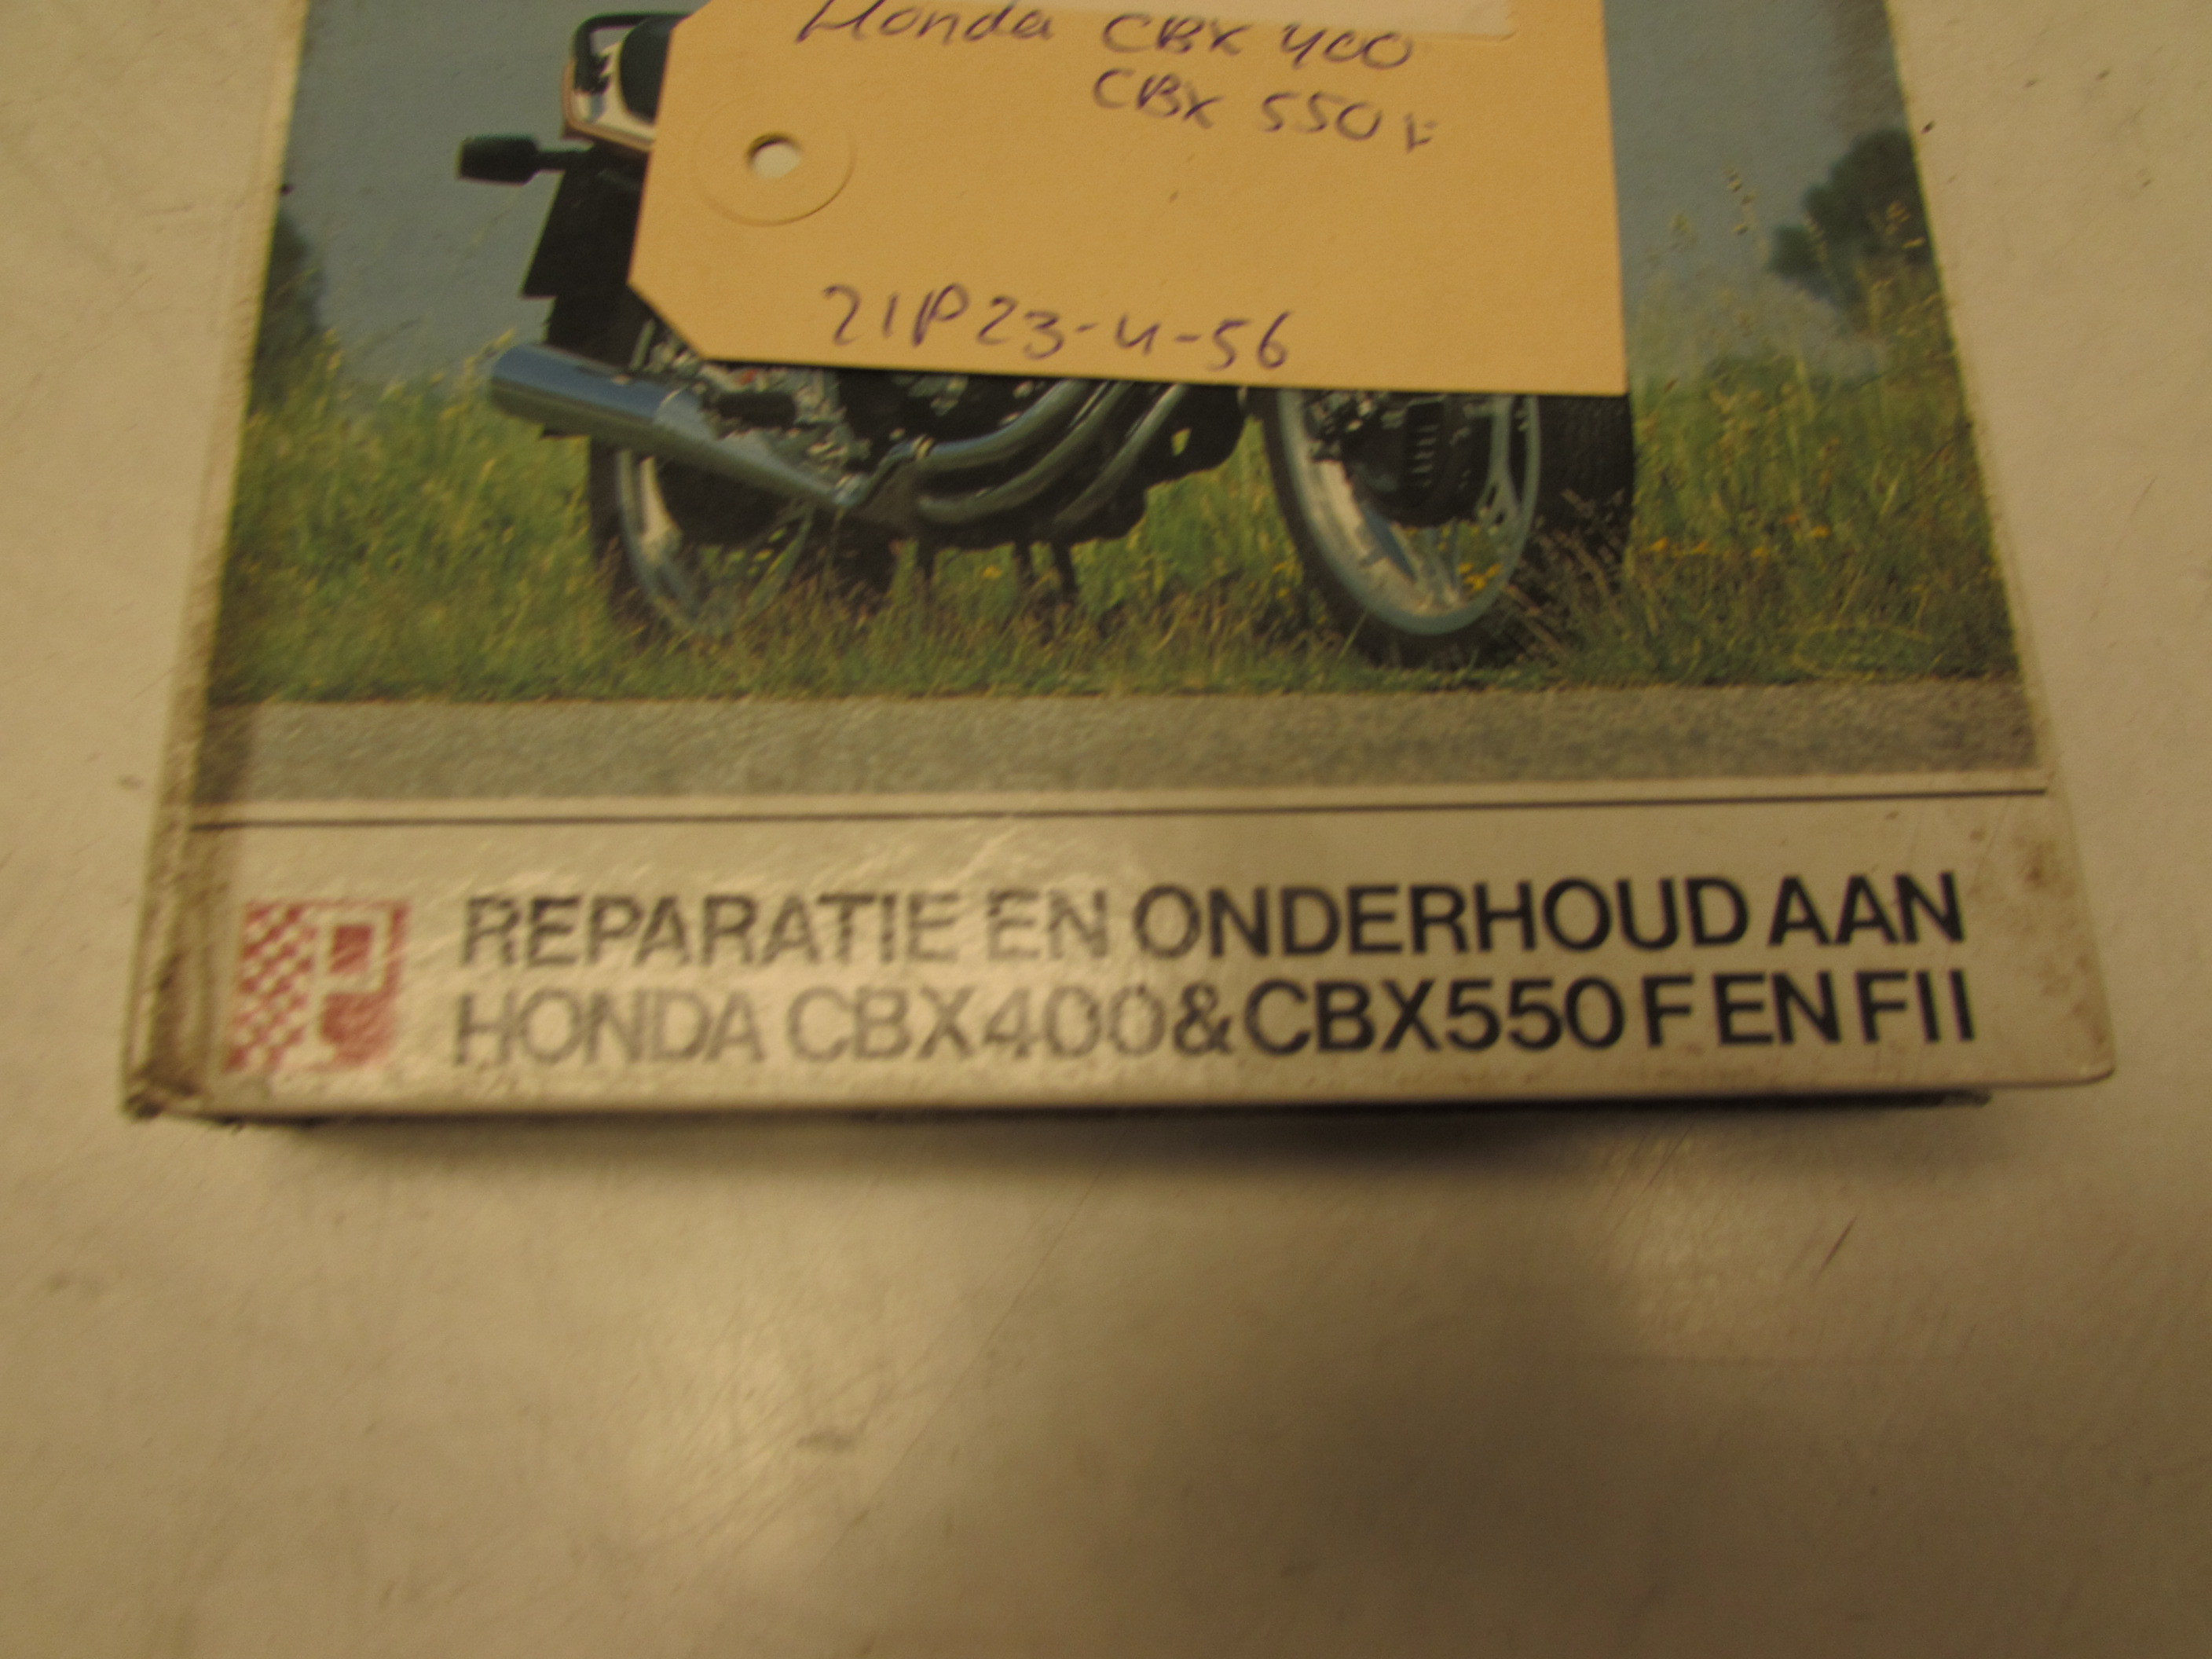 Honda CBX 400
CBX 550 F
21P23-4-56
REPARATIE EN ONDERHOUD AAN
HONDA CBX400&CBX550 F EN FII